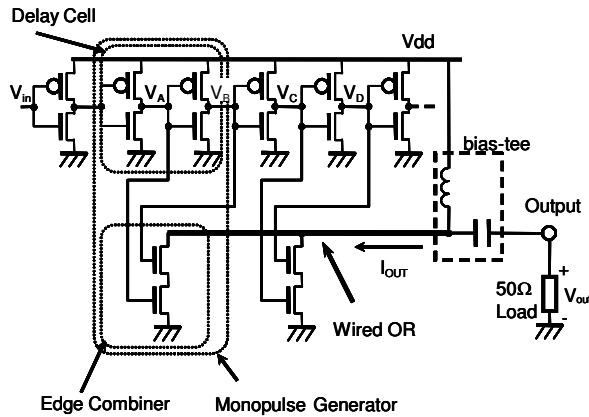 Delay Cell
Vdd
Vin
VA
VB
VC
VD
bias-tee
Output
IOUT
50Ω
Load
+
Vout
-
Wired OR
Edge Combiner
Monopulse Generator